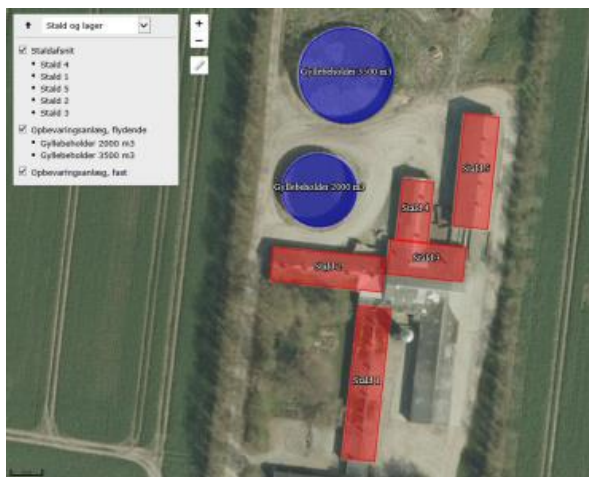 Stald og lager
Staldafsnit
Stald 4
Stald 1
Stald 5
Stald 2
Stald 3
Opbevaringsanlæg, flydende
Gyllebeholder 2000 m3
Gyllebeholder 3500 m3
Opbevaringsanlæg, fast
+
-
Gyllebeholder 3500 m3
Gyllebeholder 2000 m3
Stald 5
Stald 4
Stald 3
Stald 2
Stald 1